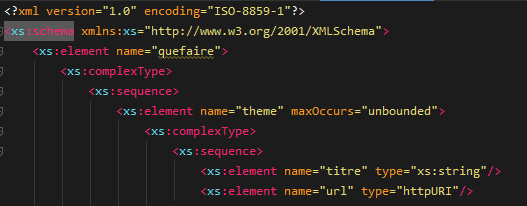 <?xml version="1.0" encoding="ISO-8859-1"?>
<xs:schema xmlns:xs="http://www.w3.org/2001/XMLSchema">
<xs:element name="quefaire">
<xs:complexType>
<xs:sequence>
<xs:element name="theme" maxOccurs="unbounded">
<xs:complexType>
<xs:sequence>
<xs:element name="titre" type="xs:string"/>
<xs:element name="url" type="httpURI"/>